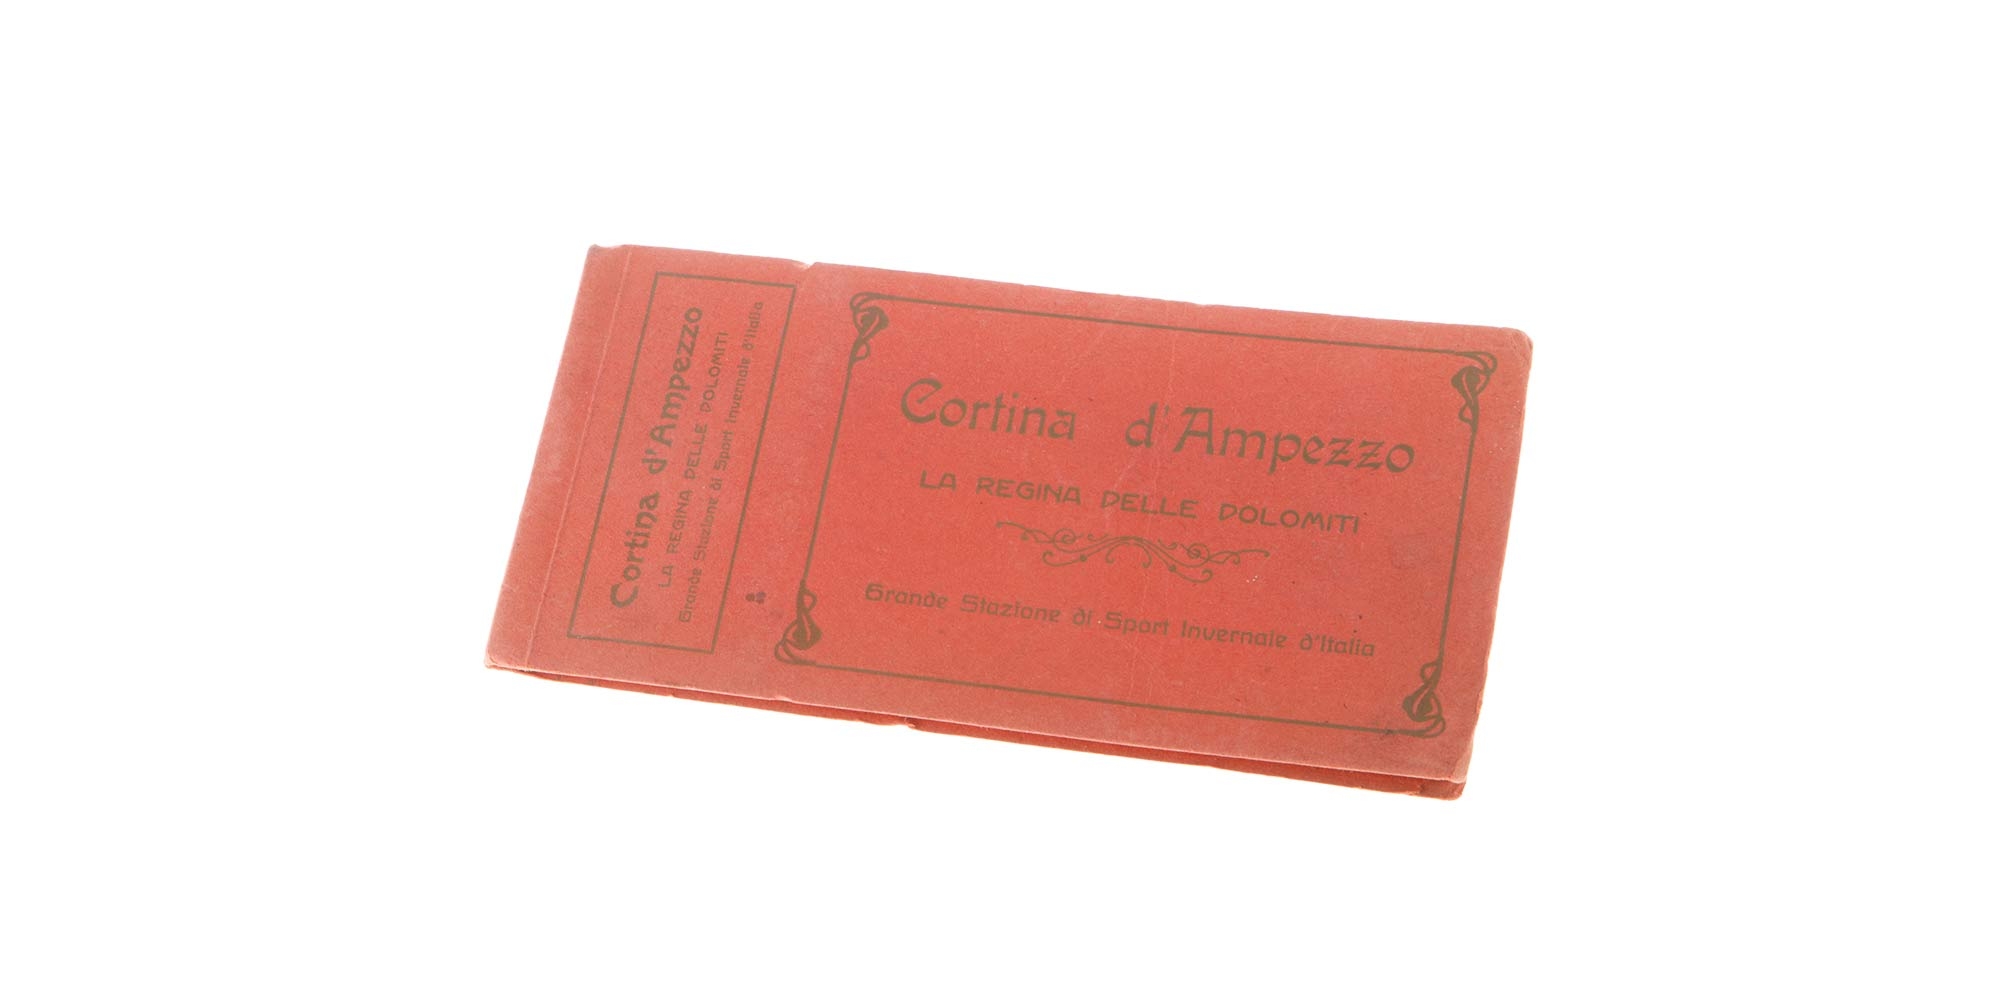 Cortina d'Ampezzo
LA REGINA DELLE DOLOMITI
Grande Stazione di Sport Invernale d'Italia
Cortina d'Ampezzo
LA REGINA DELLE DOLOMITI
Grande Stazione di Sport Invernale d'Italia